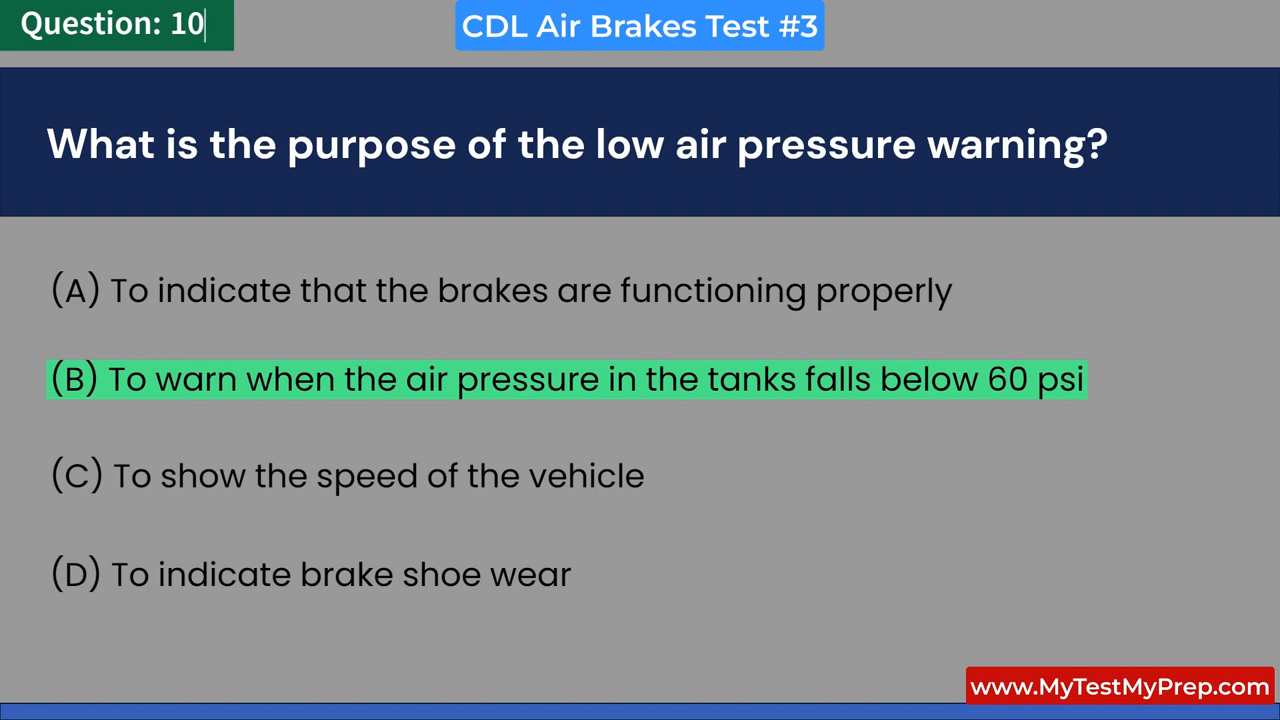 Question: 10
CDL Air Brakes Test #3
What is the purpose of the low air pressure warning?
(A) To indicate that the brakes are functioning properly
(B) To warn when the air pressure in the tanks falls below 60 psi
(C) To show the speed of the vehicle
(D) To indicate brake shoe wear
www.MyTestMyPrep.com